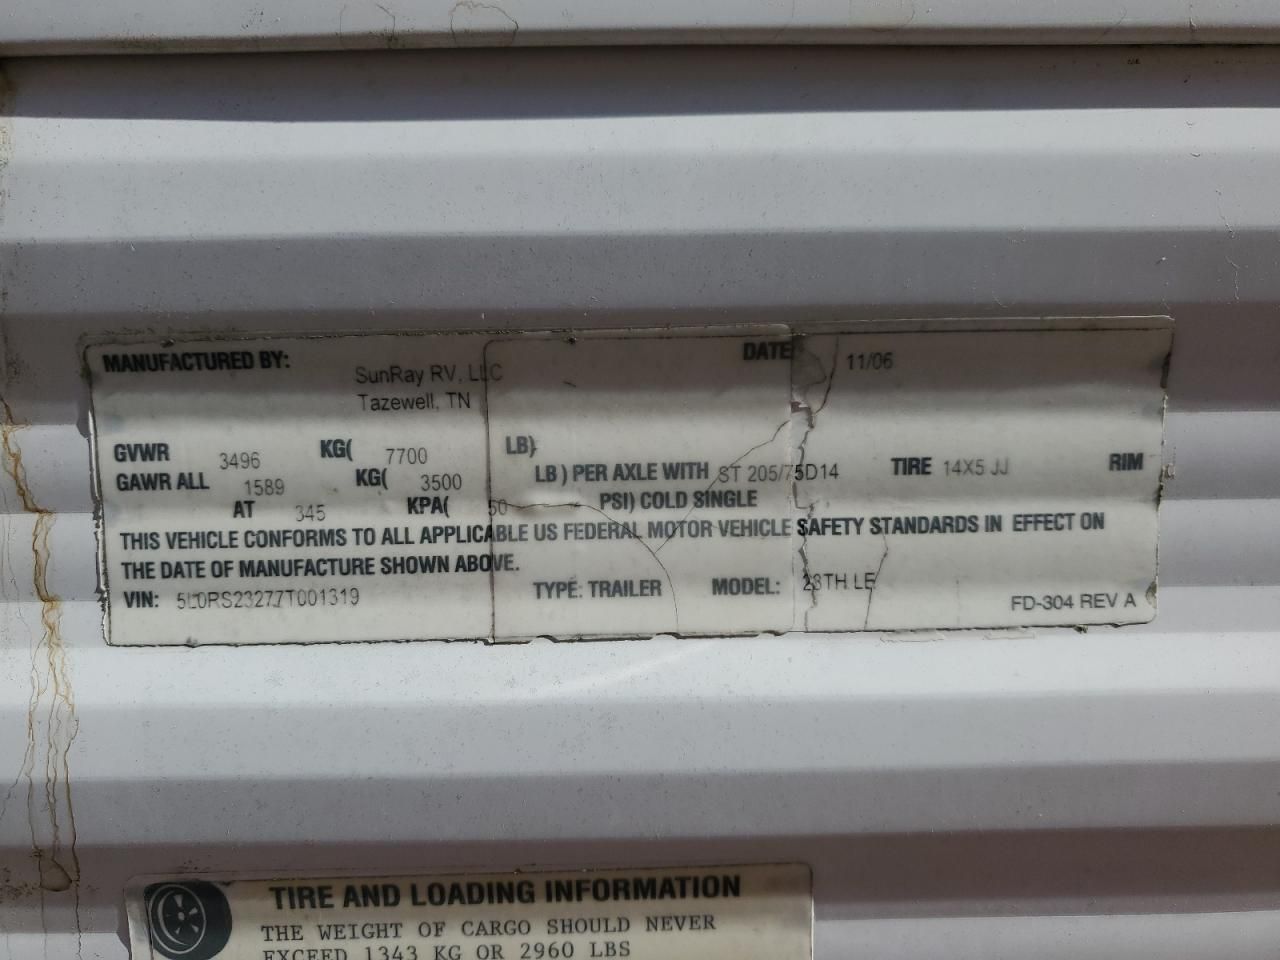 MANUFACTURED BY: SunRay RV, LLC DATE 11/06
Tazewell, TN
GVWR 3496 KG( 7700 LB)
GAWR ALL 1589 KG( 3500 LB) PER AXLE WITH ST 205/75D14 TIRE 14X5 JJ RIM
AT 345 KPA( 50 PSI) COLD SINGLE
THIS VEHICLE CONFORMS TO ALL APPLICABLE US FEDERAL MOTOR VEHICLE SAFETY STANDARDS IN EFFECT ON
THE DATE OF MANUFACTURE SHOWN ABOVE.
VIN: 5L0RS23277T001319 TYPE: TRAILER MODEL: LE
FD-304 REV A
TIRE AND LOADING INFORMATION
THE WEIGHT OF CARGO SHOULD NEVER
EXCEED 1343 KG OR 2960 LBS